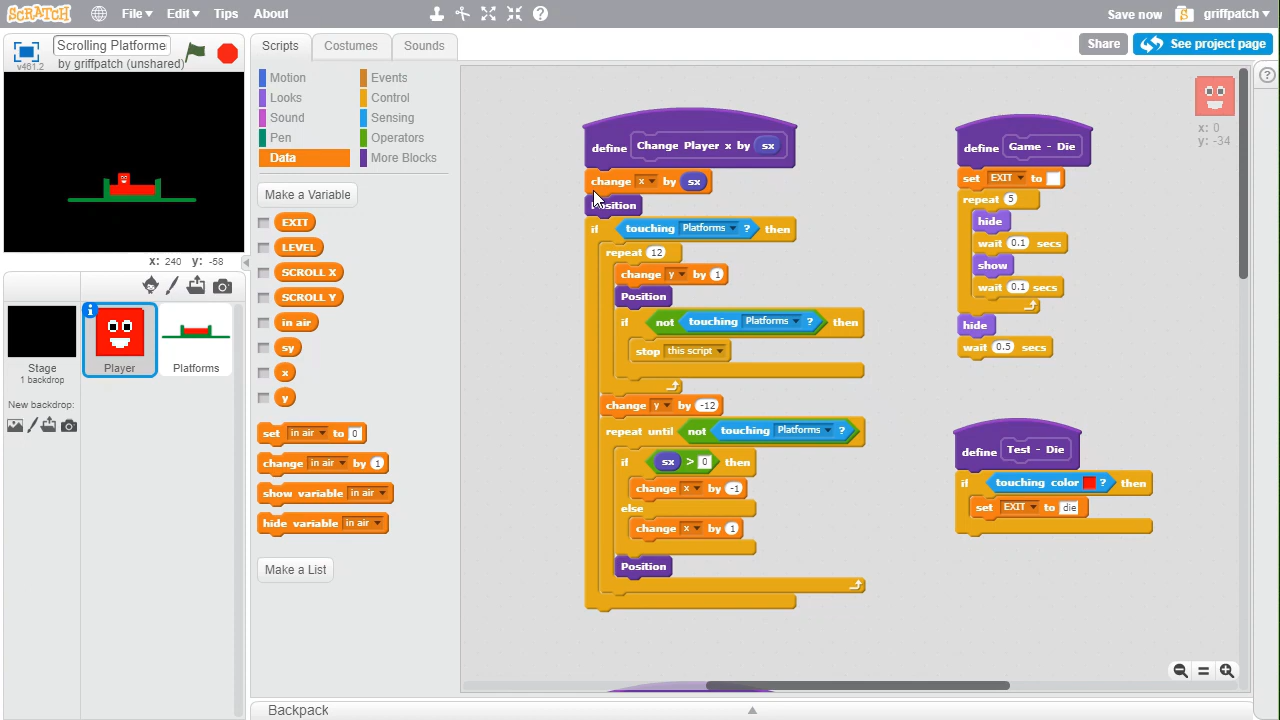 SCRATCH File▼ Edit▼ Tips About Save now griffpatch ▼
Share See project page
v461.2 Scrolling Platforme
by griffpatch (unshared)
x: 240 y: -58
Stage
1 backdrop
New backdrop:
Player
Platforms
Scripts Costumes Sounds
Motion Events
Looks Control
Sound Sensing
Pen Operators
Data More Blocks
Make a Variable
EXIT
LEVEL
SCROLL X
SCROLL Y
in air
sy
x
y
set in air to 0
change in air by 1
show variable in air
hide variable in air
Make a List
define Change Player x by sx
change x by sx
Position
if touching Platforms ? then
repeat 12
change y by 1
Position
if not touching Platforms ? then
stop this script
change y by -12
repeat until not touching Platforms ?
if sx > 0 then
change x by -1
else
change x by 1
Position
define Game - Die
set EXIT to
repeat 5
hide
wait 0.1 secs
show
wait 0.1 secs
hide
wait 0.5 secs
define Test - Die
if touching color ? then
set EXIT to die
x: 0
y: -34
Backpack